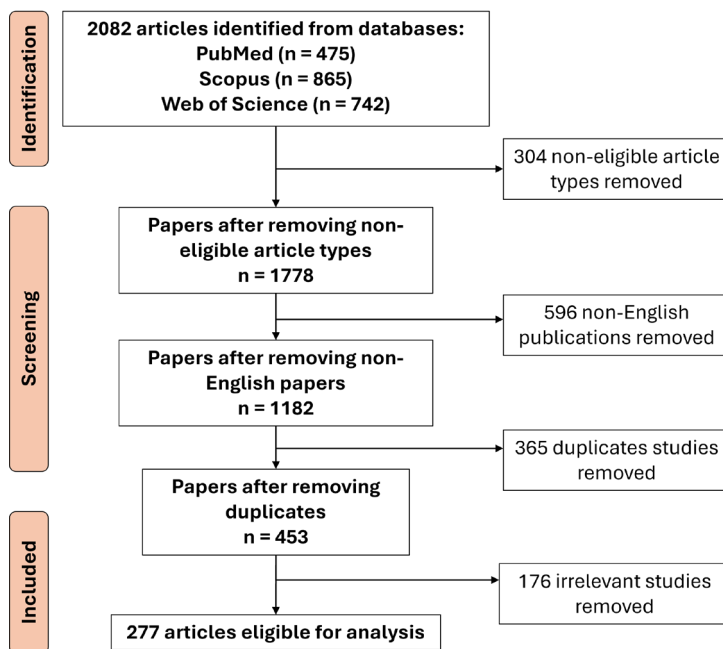 Identification
2082 articles identified from databases:
PubMed (n = 475)
Scopus (n = 865)
Web of Science (n = 742)
304 non-eligible article
types removed
Screening
Papers after removing non-
eligible article types
n = 1778
596 non-English
publications removed
Papers after removing non-
English papers
n = 1182
365 duplicates studies
removed
Papers after removing
duplicates
n = 453
Included
176 irrelevant studies
removed
277 articles eligible for analysis